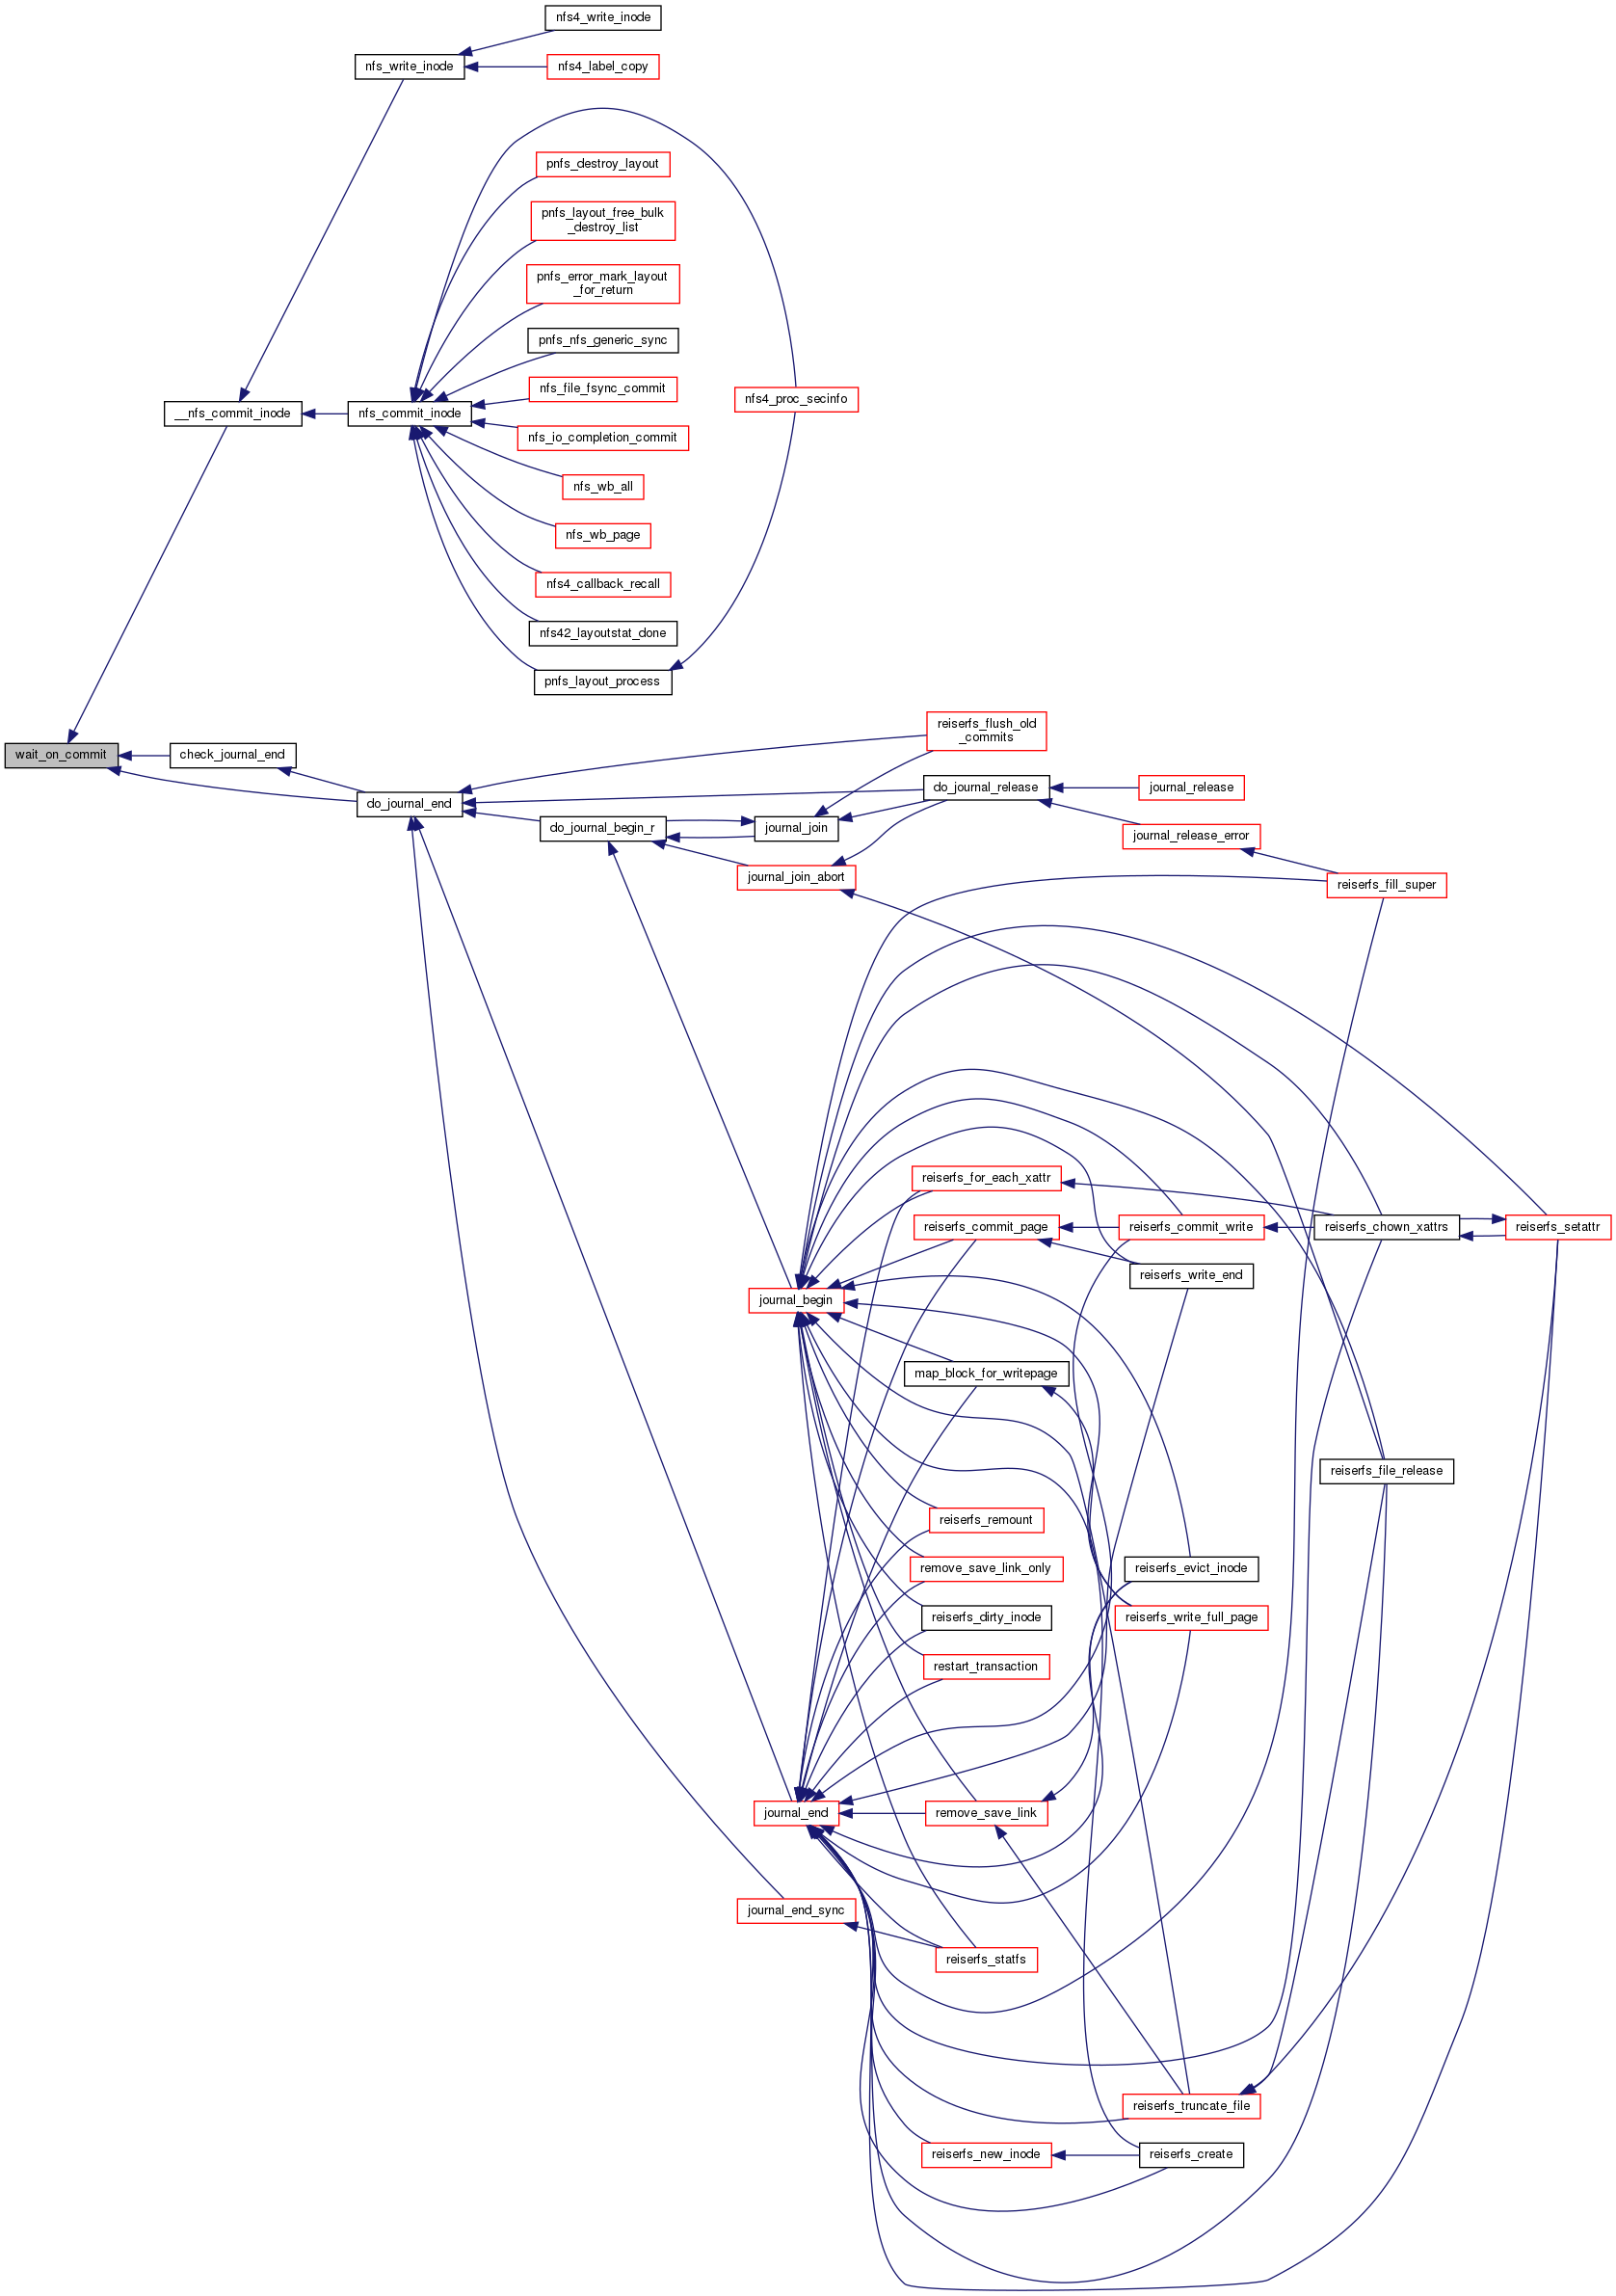 nfs4_write_inode
nfs_write_inode
nfs4_label_copy
pnfs_destroy_layout
pnfs_layout_free_bulk
_destroy_list
pnfs_error_mark_layout
_for_return
pnfs_nfs_generic_sync
nfs_file_fsync_commit
nfs4_proc_secinfo
__nfs_commit_inode
nfs_commit_inode
nfs_io_completion_commit
nfs_wb_all
nfs_wb_page
nfs4_callback_recall
nfs42_layoutstat_done
pnfs_layout_process
reiserfs_flush_old
_commits
wait_on_commit
check_journal_end
do_journal_end
do_journal_release
journal_release
do_journal_begin_r
journal_join
journal_release_error
journal_join_abort
reiserfs_fill_super
reiserfs_for_each_xattr
reiserfs_commit_page
reiserfs_commit_write
reiserfs_chown_xattrs
reiserfs_setattr
reiserfs_write_end
journal_begin
map_block_for_writepage
reiserfs_file_release
reiserfs_remount
remove_save_link_only
reiserfs_evict_inode
reiserfs_dirty_inode
reiserfs_write_full_page
restart_transaction
journal_end
remove_save_link
journal_end_sync
reiserfs_statfs
reiserfs_truncate_file
reiserfs_new_inode
reiserfs_create